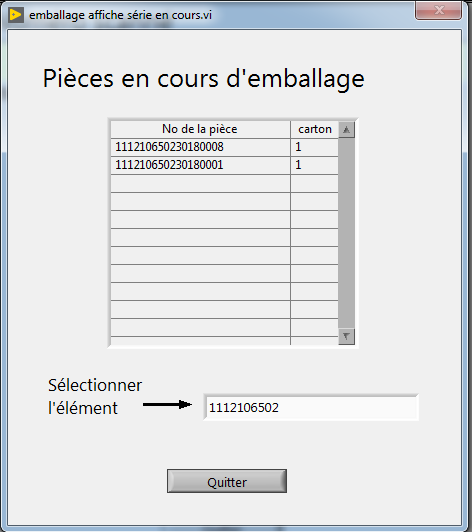 emballage affiche série en cours.vi
Pièces en cours d'emballage
No de la pièce carton
111210650230180008 1
111210650230180001 1
Sélectionner
l'élément
1112106502
Quitter